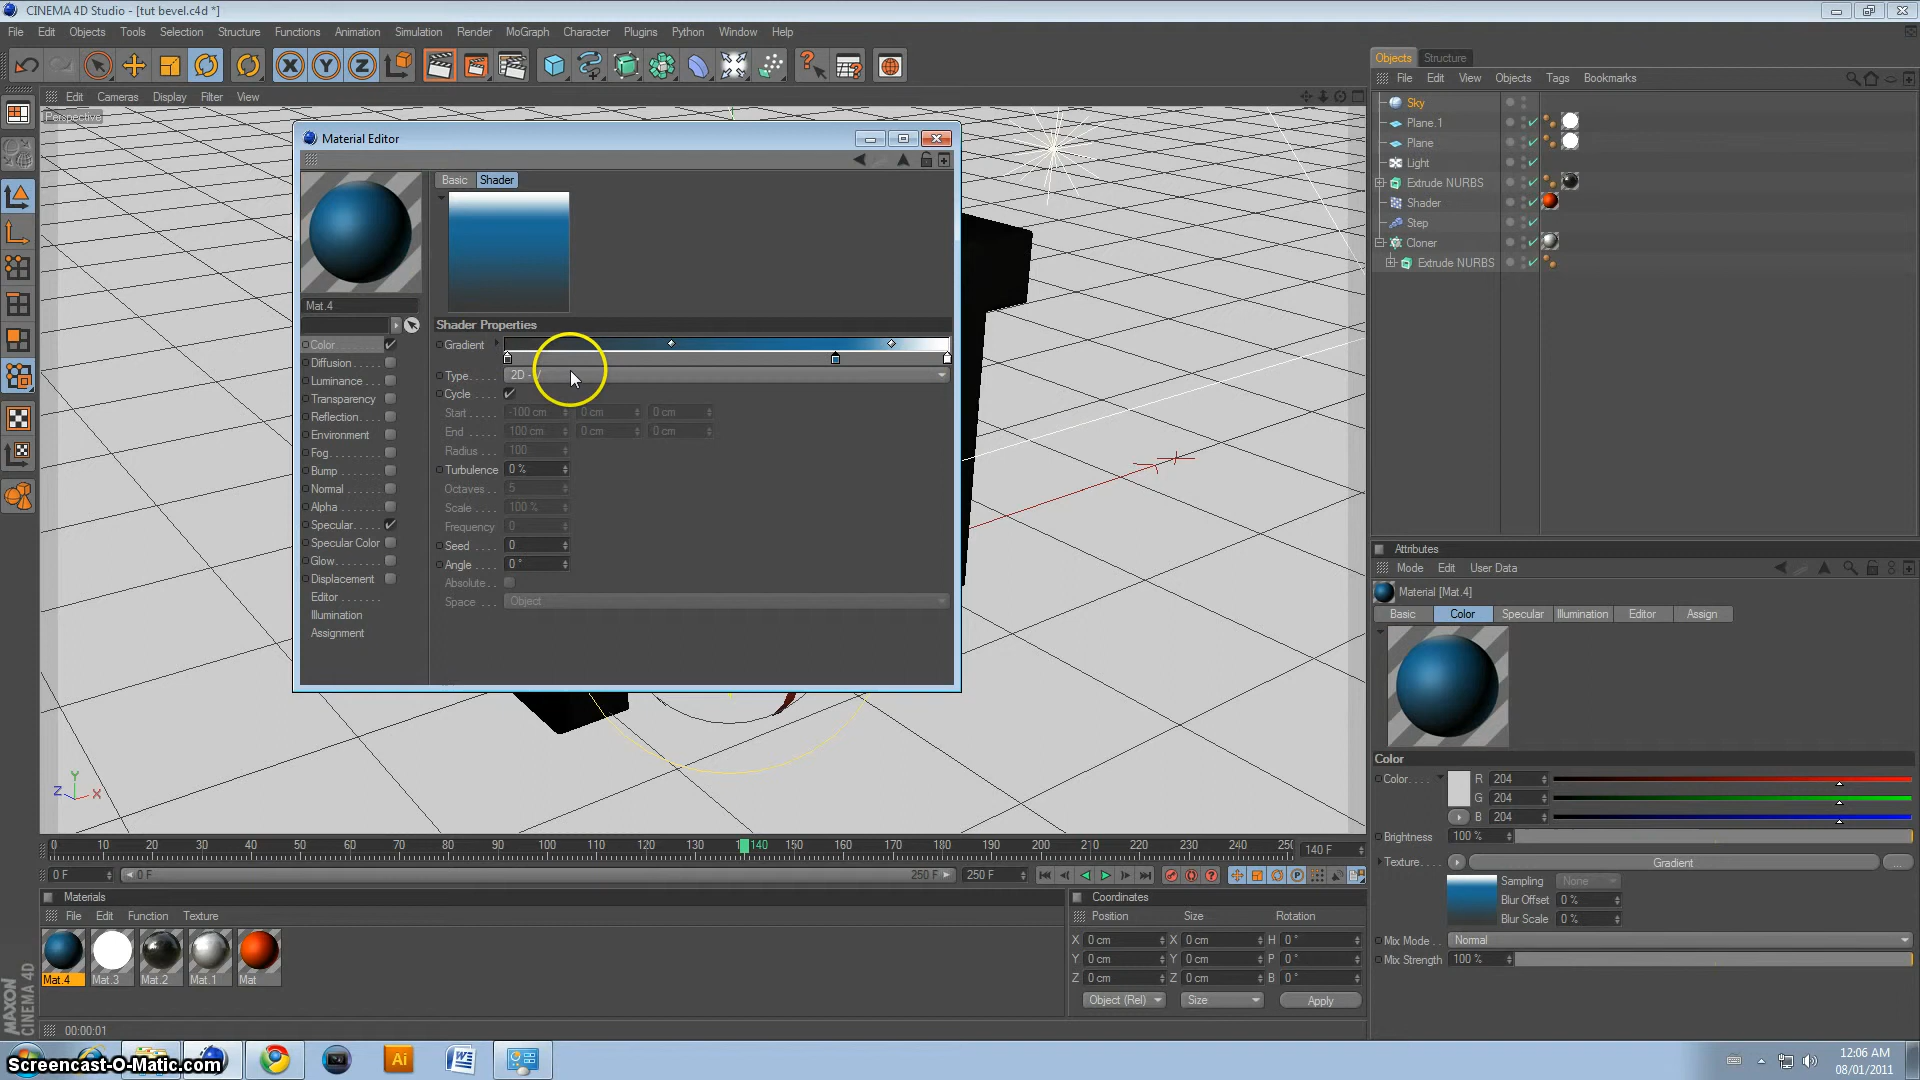 CINEMA 4D Studio - [tut bevel.c4d *]
File Edit Objects Tools Selection Structure Functions Animation Simulation Render MoGraph Character Plugins Python Window Help
Edit Cameras Display Filter View
Perspective
Material Editor
Basic Shader
Mat.4
Shader Properties
Gradient
Type
2D -
Cycle
Start -100 cm 0 cm 0 cm
End 100 cm 0 cm 0 cm
Radius 100
Turbulence 0 %
Octaves 5
Scale 100 %
Frequency 0
Seed 0
Angle 0 °
Absolute
Space Object
Color
Diffusion
Luminance
Transparency
Reflection
Environment
Fog
Bump
Normal
Alpha
Specular
Specular Color
Glow
Displacement
Editor
Illumination
Assignment
Z Y X
Objects Structure
File Edit View Objects Tags Bookmarks
Sky
Plane.1
Plane
Light
Extrude NURBS
Shader
Step
Cloner
Extrude NURBS
Attributes
Mode Edit User Data
Material [Mat.4]
Basic Color Specular Illumination Editor Assign
Color
Color R 204
G 204
B 204
Brightness 100 %
Texture Gradient ...
Sampling None
Blur Offset 0 %
Blur Scale 0 %
Mix Mode Normal
Mix Strength 100 %
0 10 20 30 40 50 60 70 80 90 100 110 120 140 150 160 170 180 190 200 210 220 230 240 140 F
0 F 0 F 250 F 250 F
Materials
File Edit Function Texture
Mat.4 Mat.3 Mat.2 Mat.1 Mat
Coordinates
Position Size Rotation
X 0 cm X 0 cm H 0 °
Y 0 cm Y 0 cm P 0 °
Z 0 cm Z 0 cm B 0 °
Object (Rel) Size Apply
MAXON
CINEMA 4D
00:00:01
Screencast-O-Matic.com
Ai
W
12:06 AM
08/01/2011